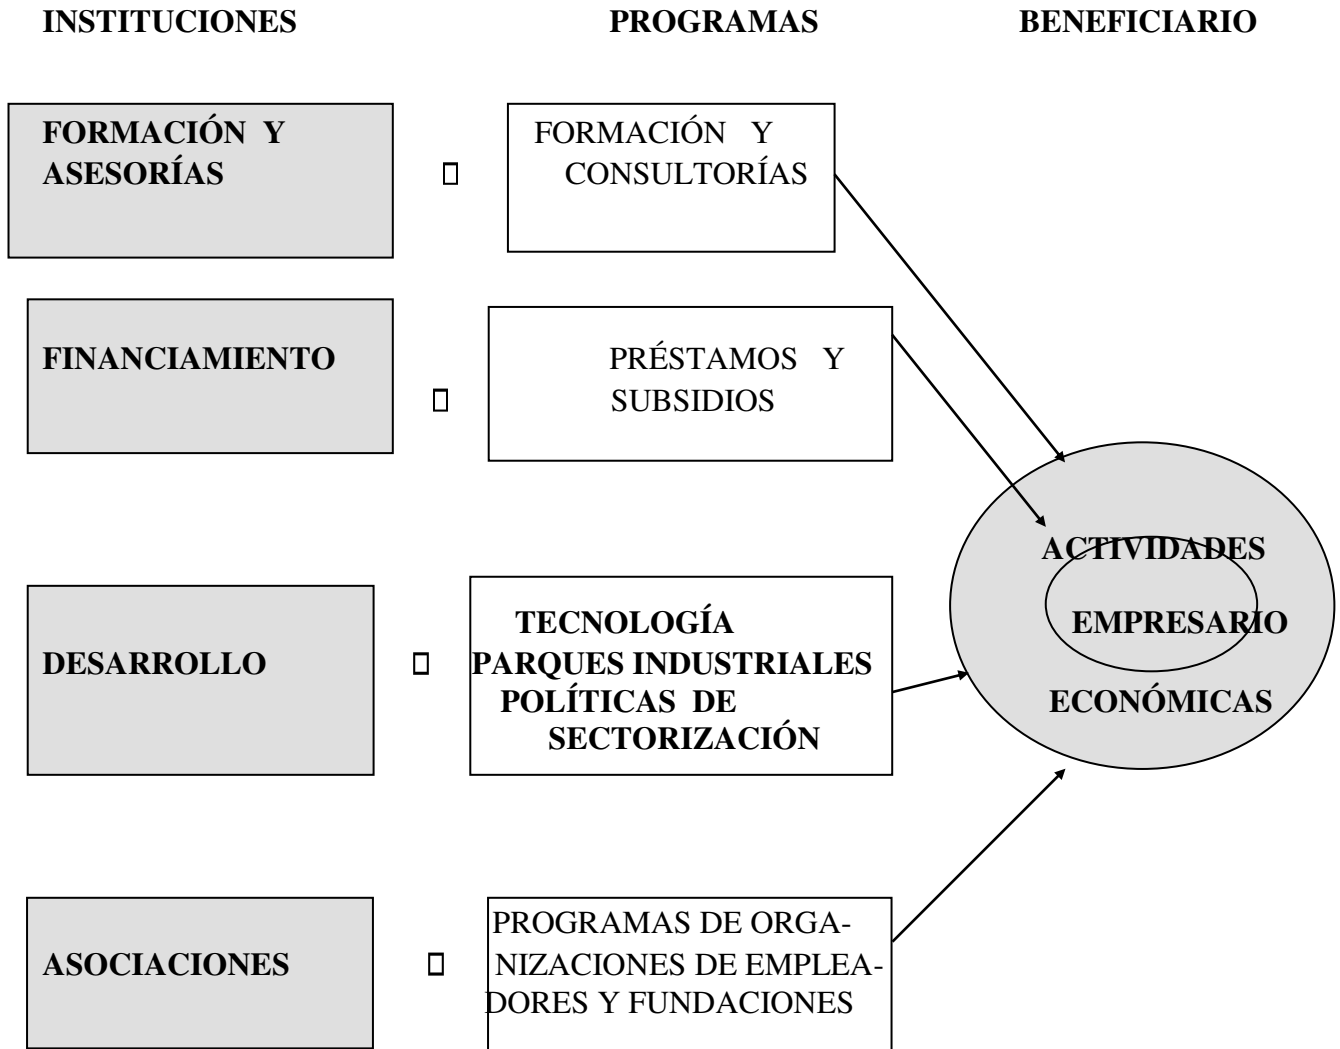 INSTITUCIONES PROGRAMAS BENEFICIARIO
FORMACIÓN Y
ASESORÍAS
FORMACIÓN Y
CONSULTORÍAS
FINANCIAMIENTO
PRÉSTAMOS Y
SUBSIDIOS
DESARROLLO
TECNOLOGÍA
PARQUES INDUSTRIALES
POLÍTICAS DE
SECTORIZACIÓN
ACTIVIDADES
EMPRESARIO
ECONÓMICAS
ASOCIACIONES
PROGRAMAS DE ORGA-
NIZACIONES DE EMPLEA-
DORES Y FUNDACIONES